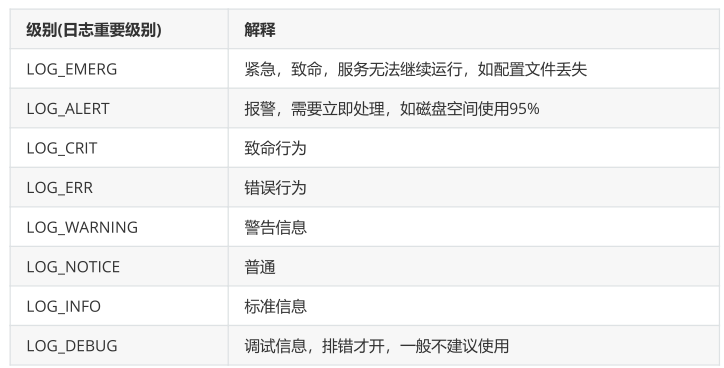 级别(日志重要级别) 解释
LOG_EMERG 紧急，致命，服务无法继续运行，如配置文件丢失
LOG_ALERT 报警，需要立即处理，如磁盘空间使用95%
LOG_CRIT 致命行为
LOG_ERR 错误行为
LOG_WARNING 警告信息
LOG_NOTICE 普通
LOG_INFO 标准信息
LOG_DEBUG 调试信息，排错才开，一般不建议使用